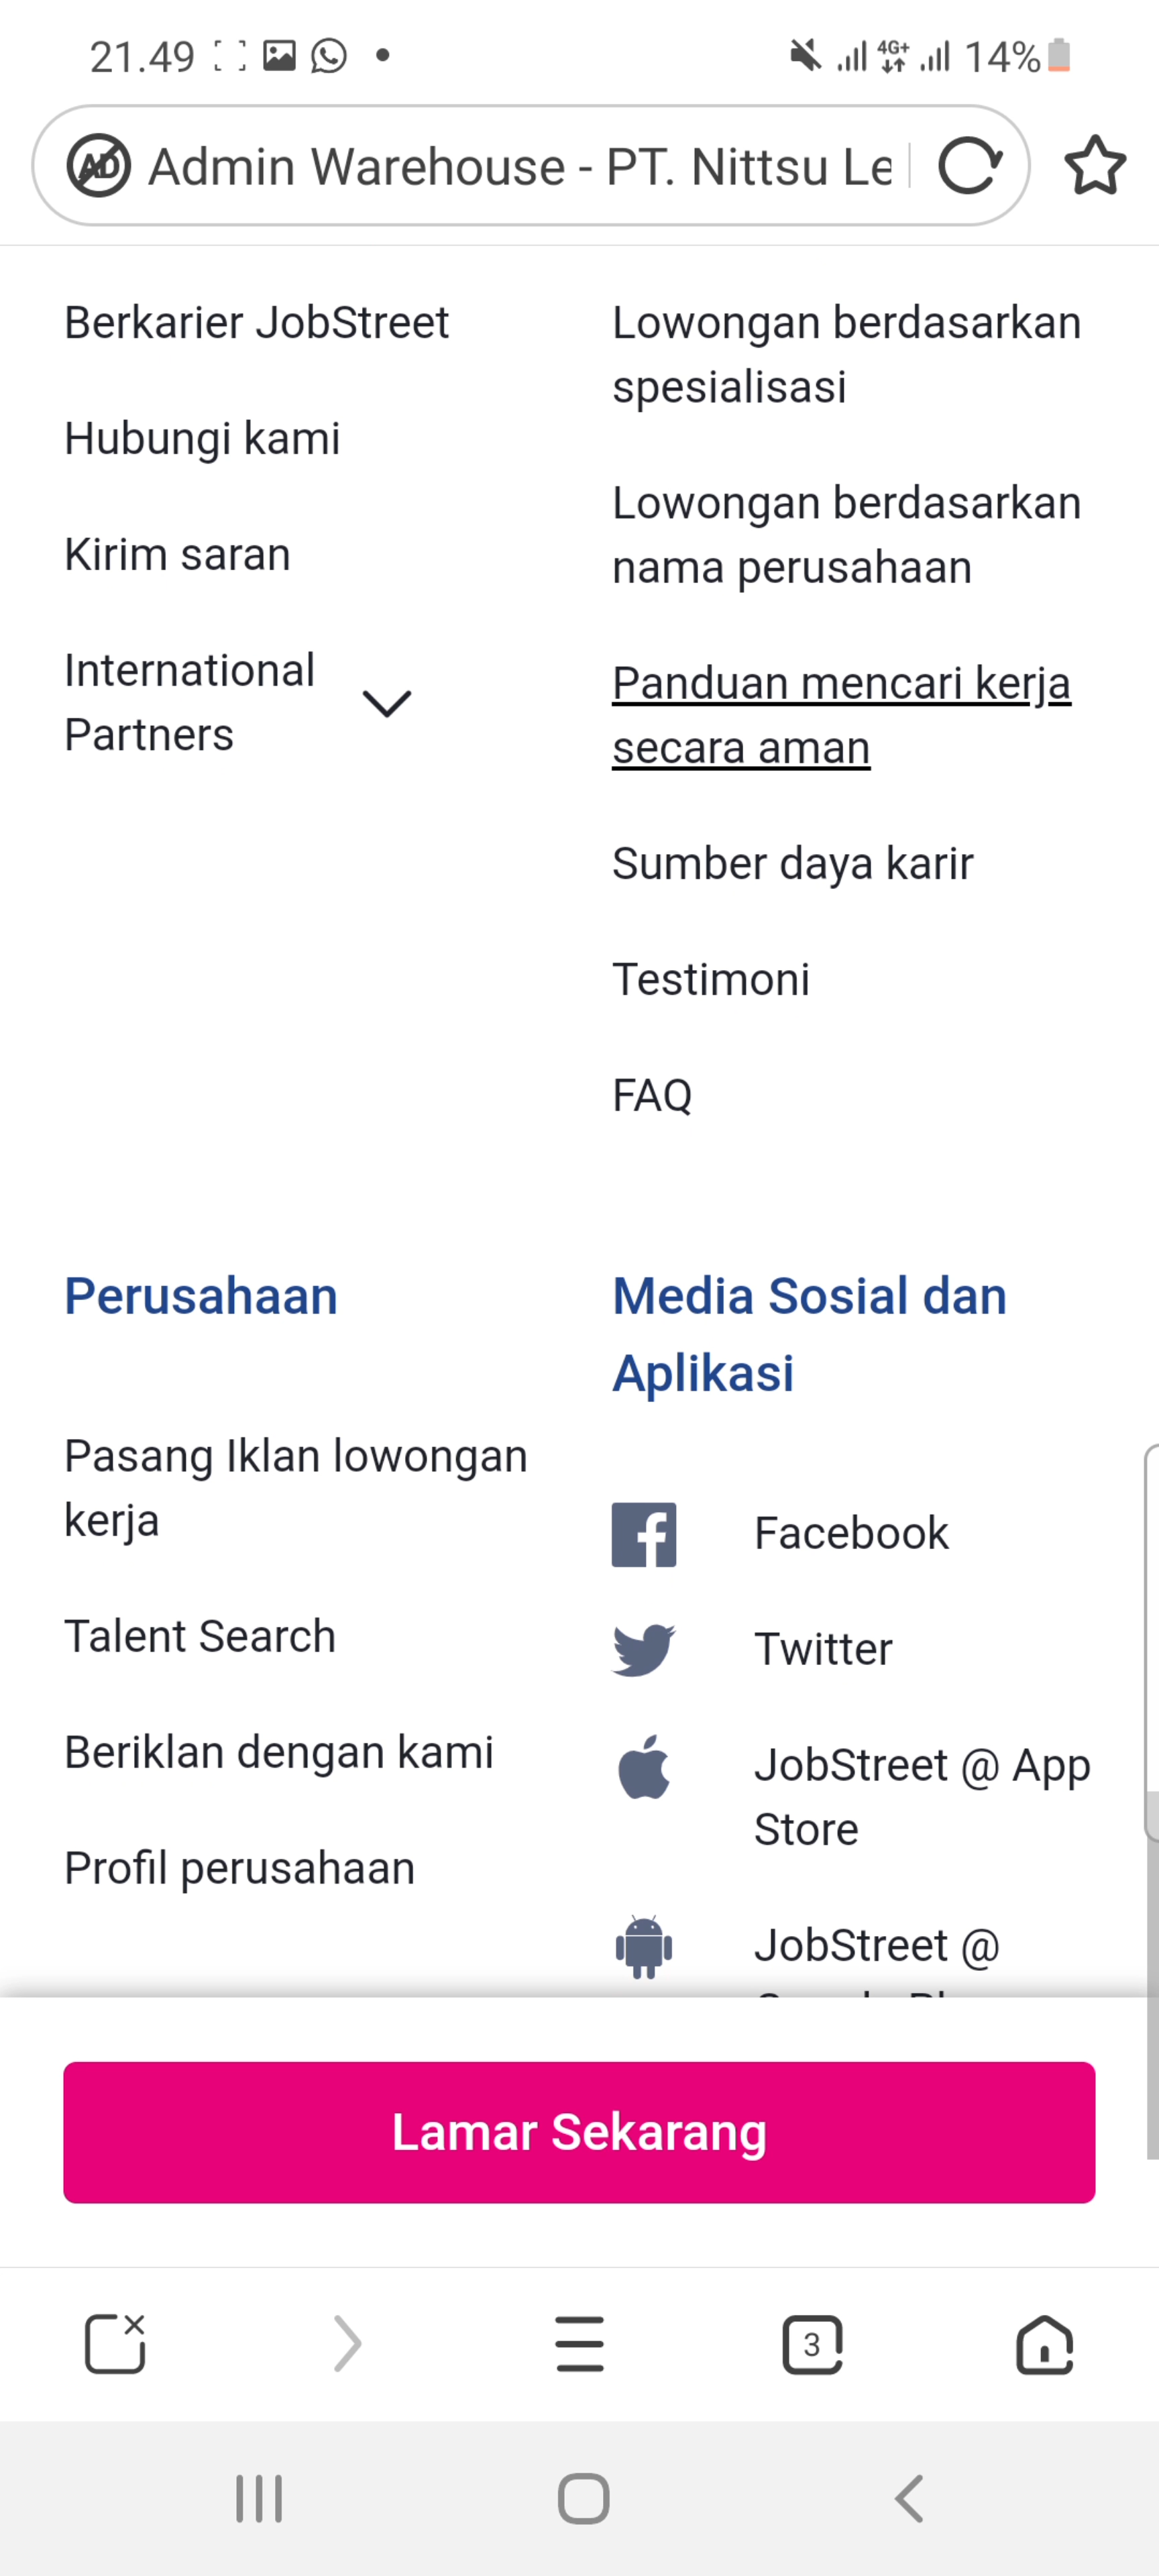 21.49
4G+
14%
AD
Admin Warehouse - PT. Nittsu Le
Berkarier JobStreet
Hubungi kami
Kirim saran
International
Partners
Lowongan berdasarkan
spesialisasi
Lowongan berdasarkan
nama perusahaan
Panduan mencari kerja
secara aman
Sumber daya karir
Testimoni
FAQ
Perusahaan
Pasang Iklan lowongan
kerja
Talent Search
Beriklan dengan kami
Profil perusahaan
Media Sosial dan
Aplikasi
Facebook
Twitter
JobStreet @ App
Store
JobStreet @
Lamar Sekarang
3